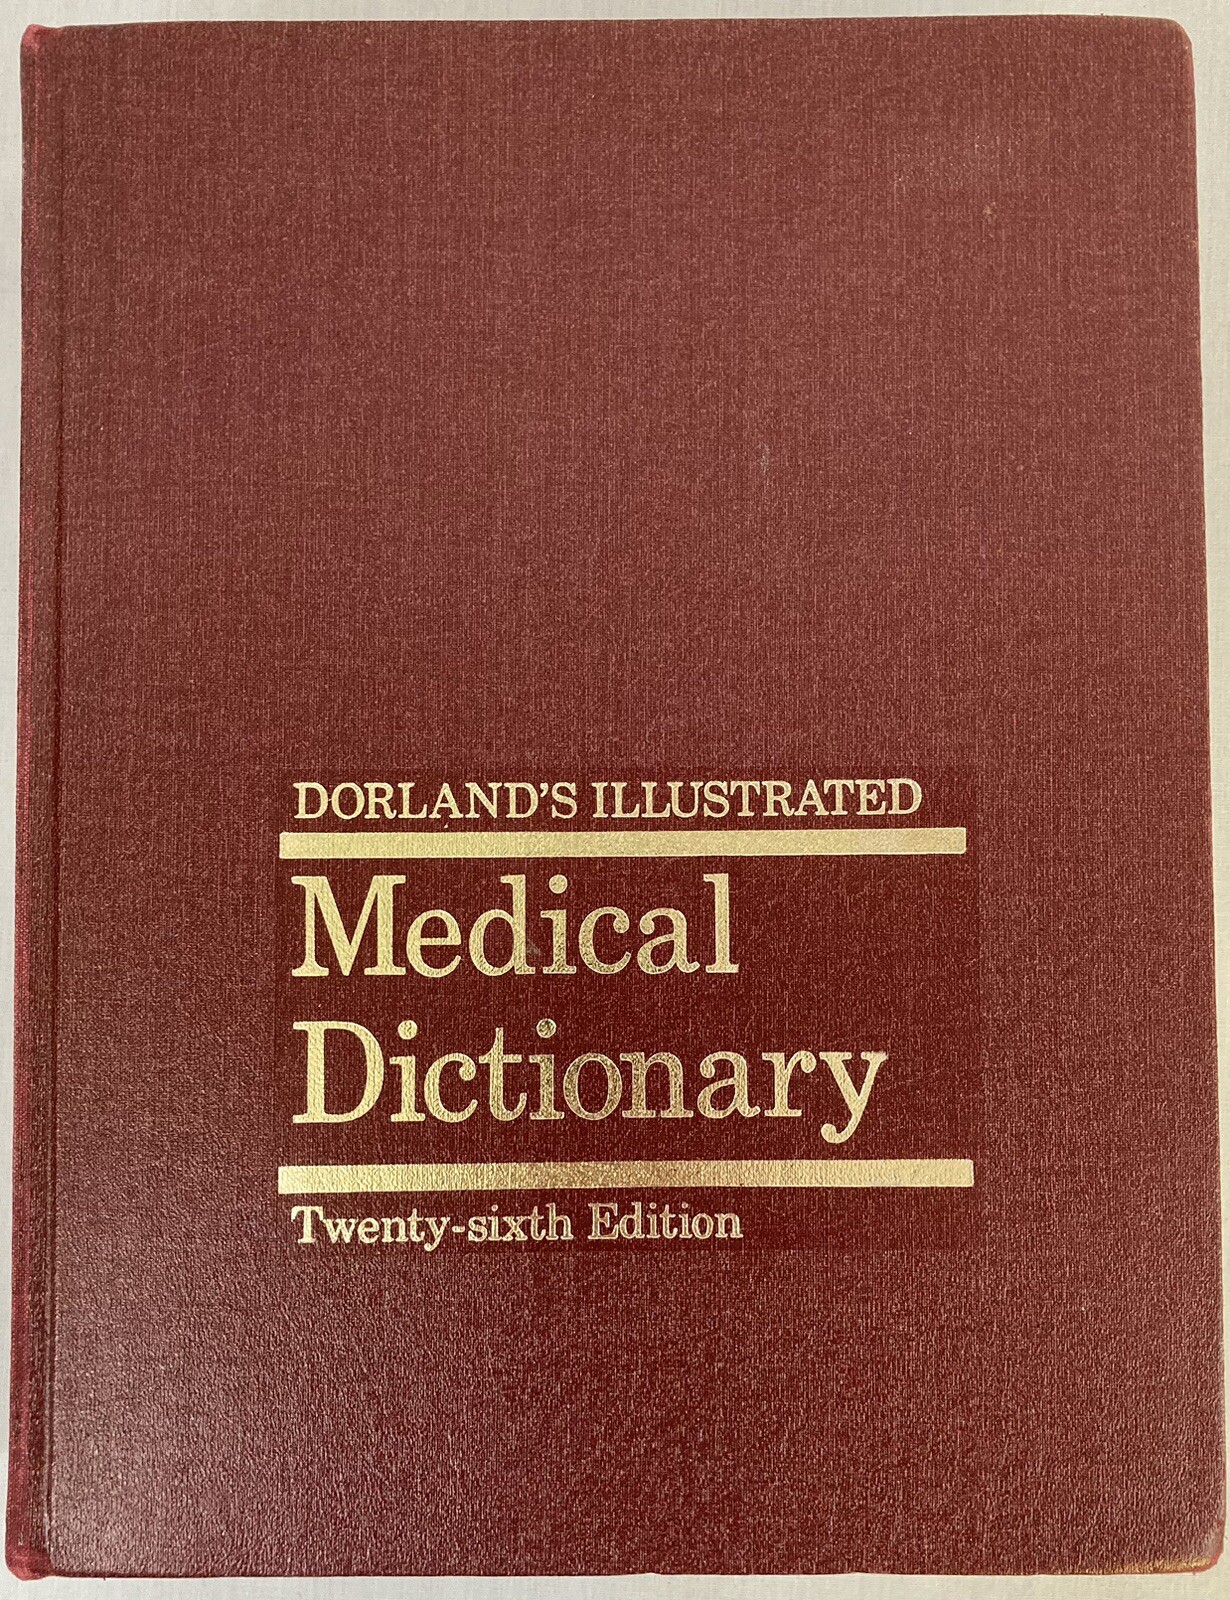 DORLAND'S ILLUSTRATED
Medical
Dictionary
Twenty-sixth Edition